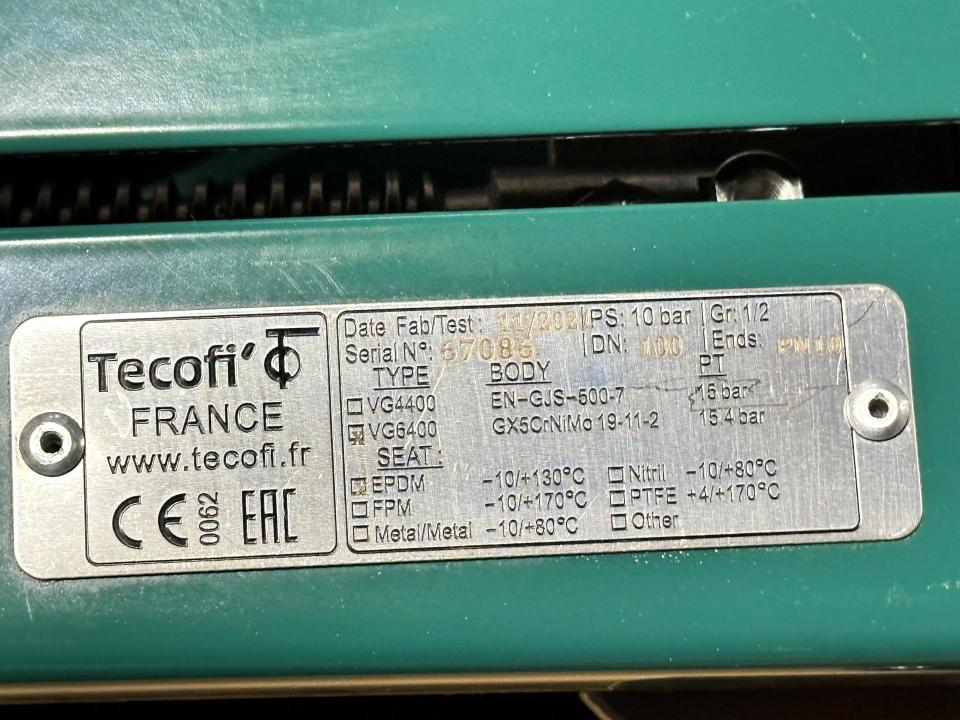 Tecofi
FRANCE
www.tecofi.fr
CE 0062 EAC
Date Fab/Test: 11/2021 PS: 10 bar Gr: 1/2
Serial N°: 67086 DN: 100 Ends: PN10
TYPE BODY PT
VG4400 EN-GJS-500-7 15 bar
VG6400 GX5CrNiMo 19-11-2 15.4 bar
SEAT:
EPDM -10/+130°C Nitril -10/+80°C
FPM -10/+170°C PTFE +4/+170°C
Metal/Metal -10/+80°C Other